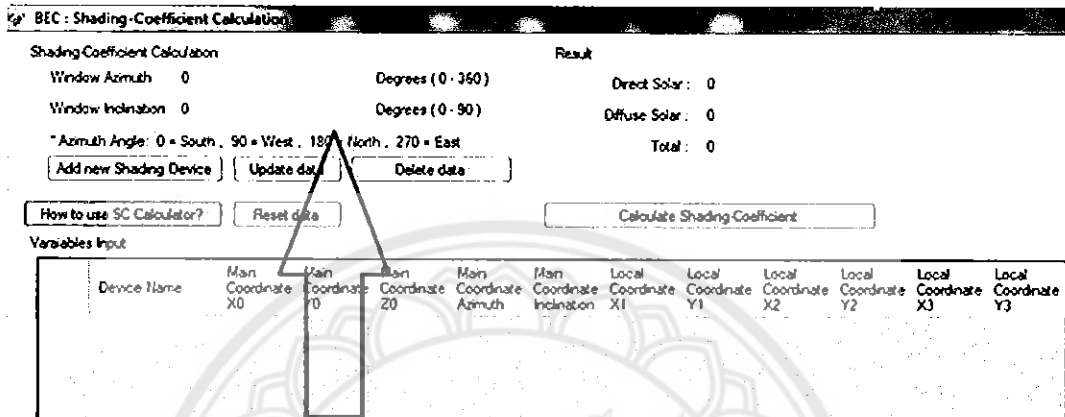 BEC : Shading-Coefficient Calculation
Shading Coefficient Calculation
Window Azimuth 0 Degrees ( 0 - 360 )
Window Inclination 0 Degrees ( 0 - 90 )
* Azimuth Angle: 0 = South , 90 = West , 180 = North , 270 = East
Add new Shading Device Update data Delete data
How to use SC Calculator? Reset data
Result
Direct Solar : 0
Diffuse Solar : 0
Total : 0
Calculate Shading Coefficient
Varaiables Input
Device Name
Main Coordinate X0
Main Coordinate Y0
Main Coordinate Z0
Main Coordinate Azimuth
Main Coordinate Inclination
Local Coordinate X1
Local Coordinate Y1
Local Coordinate X2
Local Coordinate Y2
Local Coordinate X3
Local Coordinate Y3